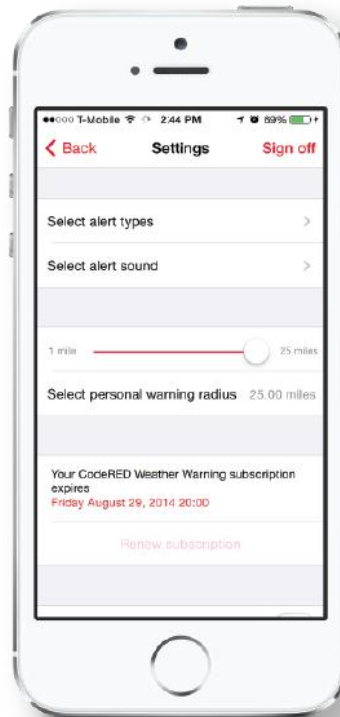 T-Mobile 2:44 PM 69%
Back Settings Sign off
Select alert types
Select alert sound
1 mile 25 miles
Select personal warning radius 25.00 miles
Your CodeRED Weather Warning subscription
expires
Friday August 29, 2014 20:00
Renew subscription